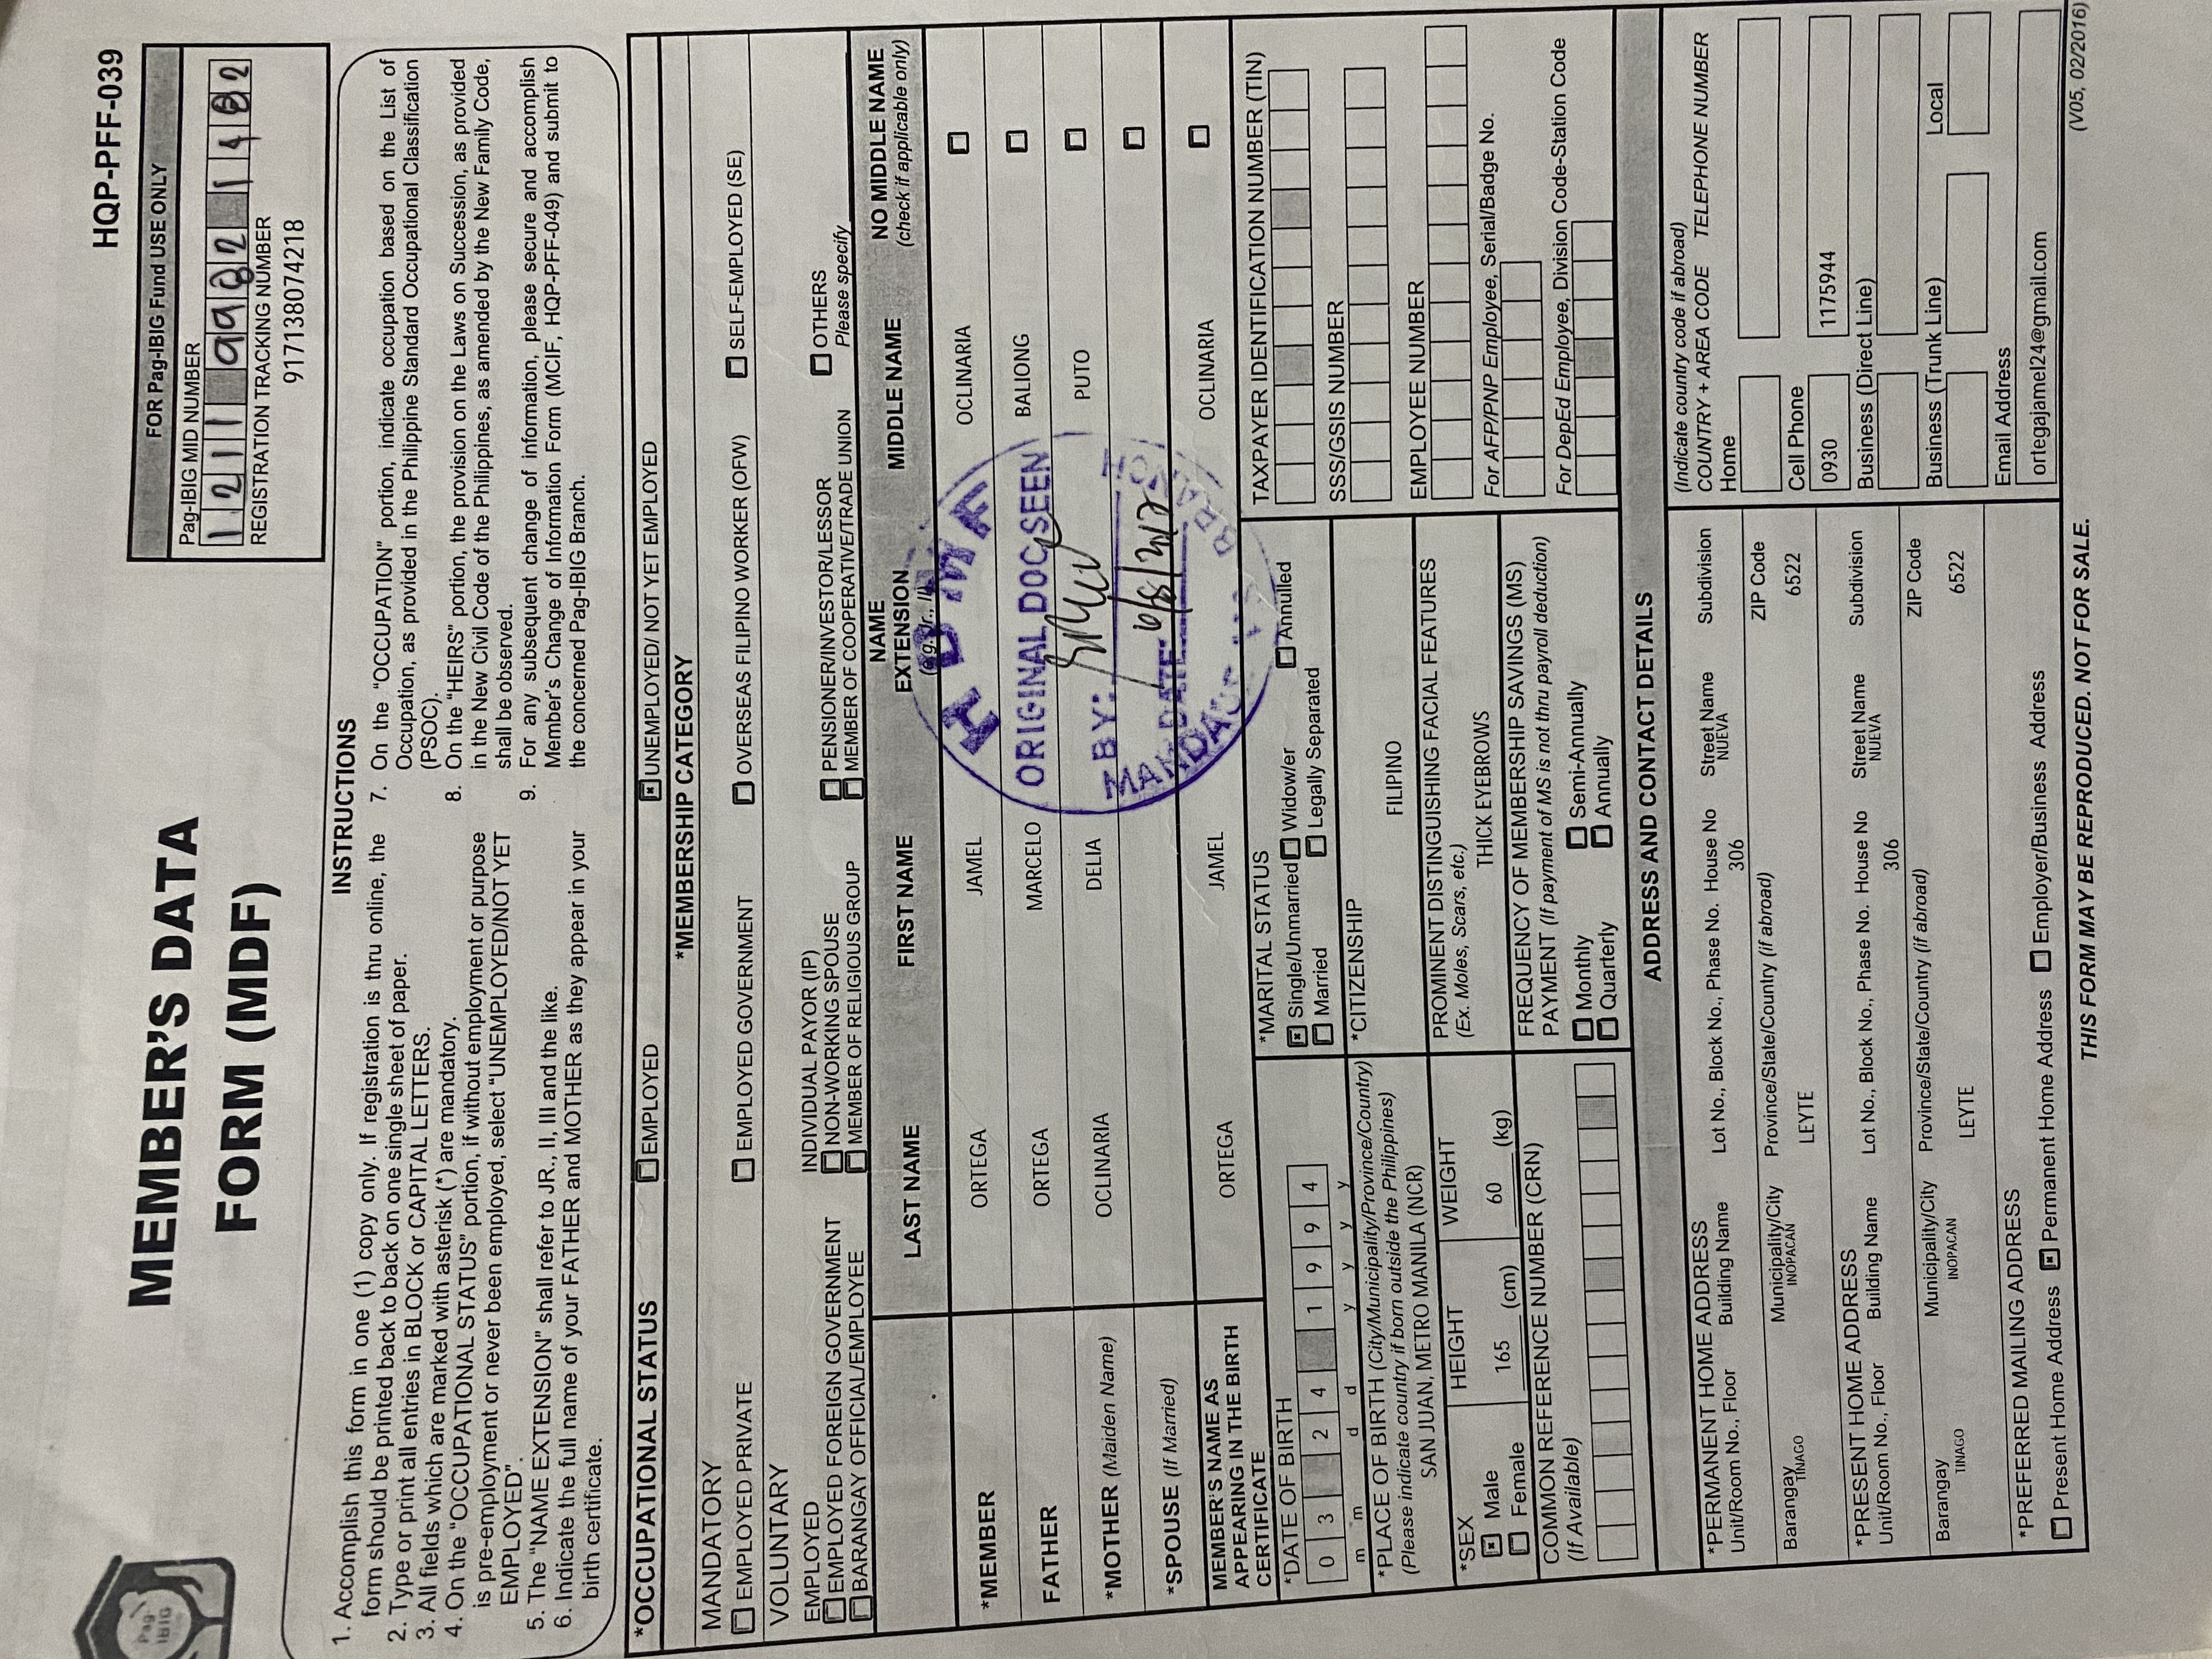 HQP-PFF-039
Pag-IBIG
MEMBER'S DATA
FORM (MDF)
FOR Pag-IBIG Fund USE ONLY
Pag-IBIG MID NUMBER
REGISTRATION TRACKING NUMBER
917138074218
INSTRUCTIONS
1. Accomplish this form in one (1) copy only. If registration is thru online, the
form should be printed back to back on one single sheet of paper.
2. Type or print all entries in BLOCK or CAPITAL LETTERS.
3. All fields which are marked with asterisk (*) are mandatory.
4. On the "OCCUPATIONAL STATUS" portion, if without employment or purpose
is pre-employment or never been employed, select "UNEMPLOYED/NOT YET
EMPLOYED".
5. The "NAME EXTENSION" shall refer to JR., II, III and the like.
6. Indicate the full name of your FATHER and MOTHER as they appear in your
birth certificate.
7. On the "OCCUPATION" portion, indicate occupation based on the List of
Occupation, as provided in the Philippine Standard Occupational Classification
(PSOC).
8. On the "HEIRS" portion, the provision on the Laws on Succession, as provided
in the New Civil Code of the Philippines, as amended by the New Family Code,
shall be observed.
9. For any subsequent change of information, please secure and accomplish
Member's Change of Information Form (MCIF, HQP-PFF-049) and submit to
the concerned Pag-IBIG Branch.
*OCCUPATIONAL STATUS EMPLOYED UNEMPLOYED/ NOT YET EMPLOYED
*MEMBERSHIP CATEGORY
MANDATORY
EMPLOYED PRIVATE EMPLOYED GOVERNMENT OVERSEAS FILIPINO WORKER (OFW) SELF-EMPLOYED (SE)
VOLUNTARY
EMPLOYED INDIVIDUAL PAYOR (IP)
EMPLOYED FOREIGN GOVERNMENT NON-WORKING SPOUSE PENSIONER/INVESTOR/LESSOR OTHERS
BARANGAY OFFICIAL/EMPLOYEE MEMBER OF RELIGIOUS GROUP MEMBER OF COOPERATIVE/TRADE UNION Please specify
LAST NAME FIRST NAME NAME EXTENSION (e.g. Jr., II) MIDDLE NAME NO MIDDLE NAME (check if applicable only)
*MEMBER ORTEGA JAMEL OCLINARIA
FATHER ORTEGA MARCELO BALIONG
*MOTHER (Maiden Name) OCLINARIA DELIA PUTO
*SPOUSE (If Married)
MEMBER'S NAME AS
APPEARING IN THE BIRTH
CERTIFICATE
ORTEGA JAMEL OCLINARIA
H D M F
ORIGINAL DOC SEEN
BY:
DATE:
BRANCH
*DATE OF BIRTH
0 3 2 4 1 9 9 4
m m d d y y y y
*PLACE OF BIRTH (City/Municipality/Province/Country)
(Please indicate country if born outside the Philippines)
SAN JUAN, METRO MANILA (NCR)
*SEX HEIGHT WEIGHT
Male
Female
165 (cm) 60 (kg)
COMMON REFERENCE NUMBER (CRN)
(If Available)
*MARITAL STATUS
Single/Unmarried Widow/er Annulled
Married Legally Separated
*CITIZENSHIP
FILIPINO
PROMINENT DISTINGUISHING FACIAL FEATURES
(Ex. Moles, Scars, etc.)
THICK EYEBROWS
FREQUENCY OF MEMBERSHIP SAVINGS (MS)
PAYMENT (If payment of MS is not thru payroll deduction)
Monthly Semi-Annually
Quarterly Annually
TAXPAYER IDENTIFICATION NUMBER (TIN)
SSS/GSIS NUMBER
EMPLOYEE NUMBER
For AFP/PNP Employee, Serial/Badge No.
For DepEd Employee, Division Code-Station Code
ADDRESS AND CONTACT DETAILS
*PERMANENT HOME ADDRESS
Unit/Room No., Floor Building Name Lot No., Block No., Phase No. House No Street Name Subdivision
306 NUEVA
Barangay Municipality/City Province/State/Country (if abroad) ZIP Code
TINAGO INOPACAN LEYTE 6522
*PRESENT HOME ADDRESS
Unit/Room No., Floor Building Name Lot No., Block No., Phase No. House No Street Name Subdivision
306 NUEVA
Barangay Municipality/City Province/State/Country (if abroad) ZIP Code
TINAGO INOPACAN LEYTE 6522
*PREFERRED MAILING ADDRESS
Present Home Address Permanent Home Address Employer/Business Address
(Indicate country code if abroad)
COUNTRY + AREA CODE TELEPHONE NUMBER
Home
Cell Phone
0930 1175944
Business (Direct Line)
Business (Trunk Line) Local
Email Address
ortegajamel24@gmail.com
THIS FORM MAY BE REPRODUCED. NOT FOR SALE.
(V05, 02/2016)